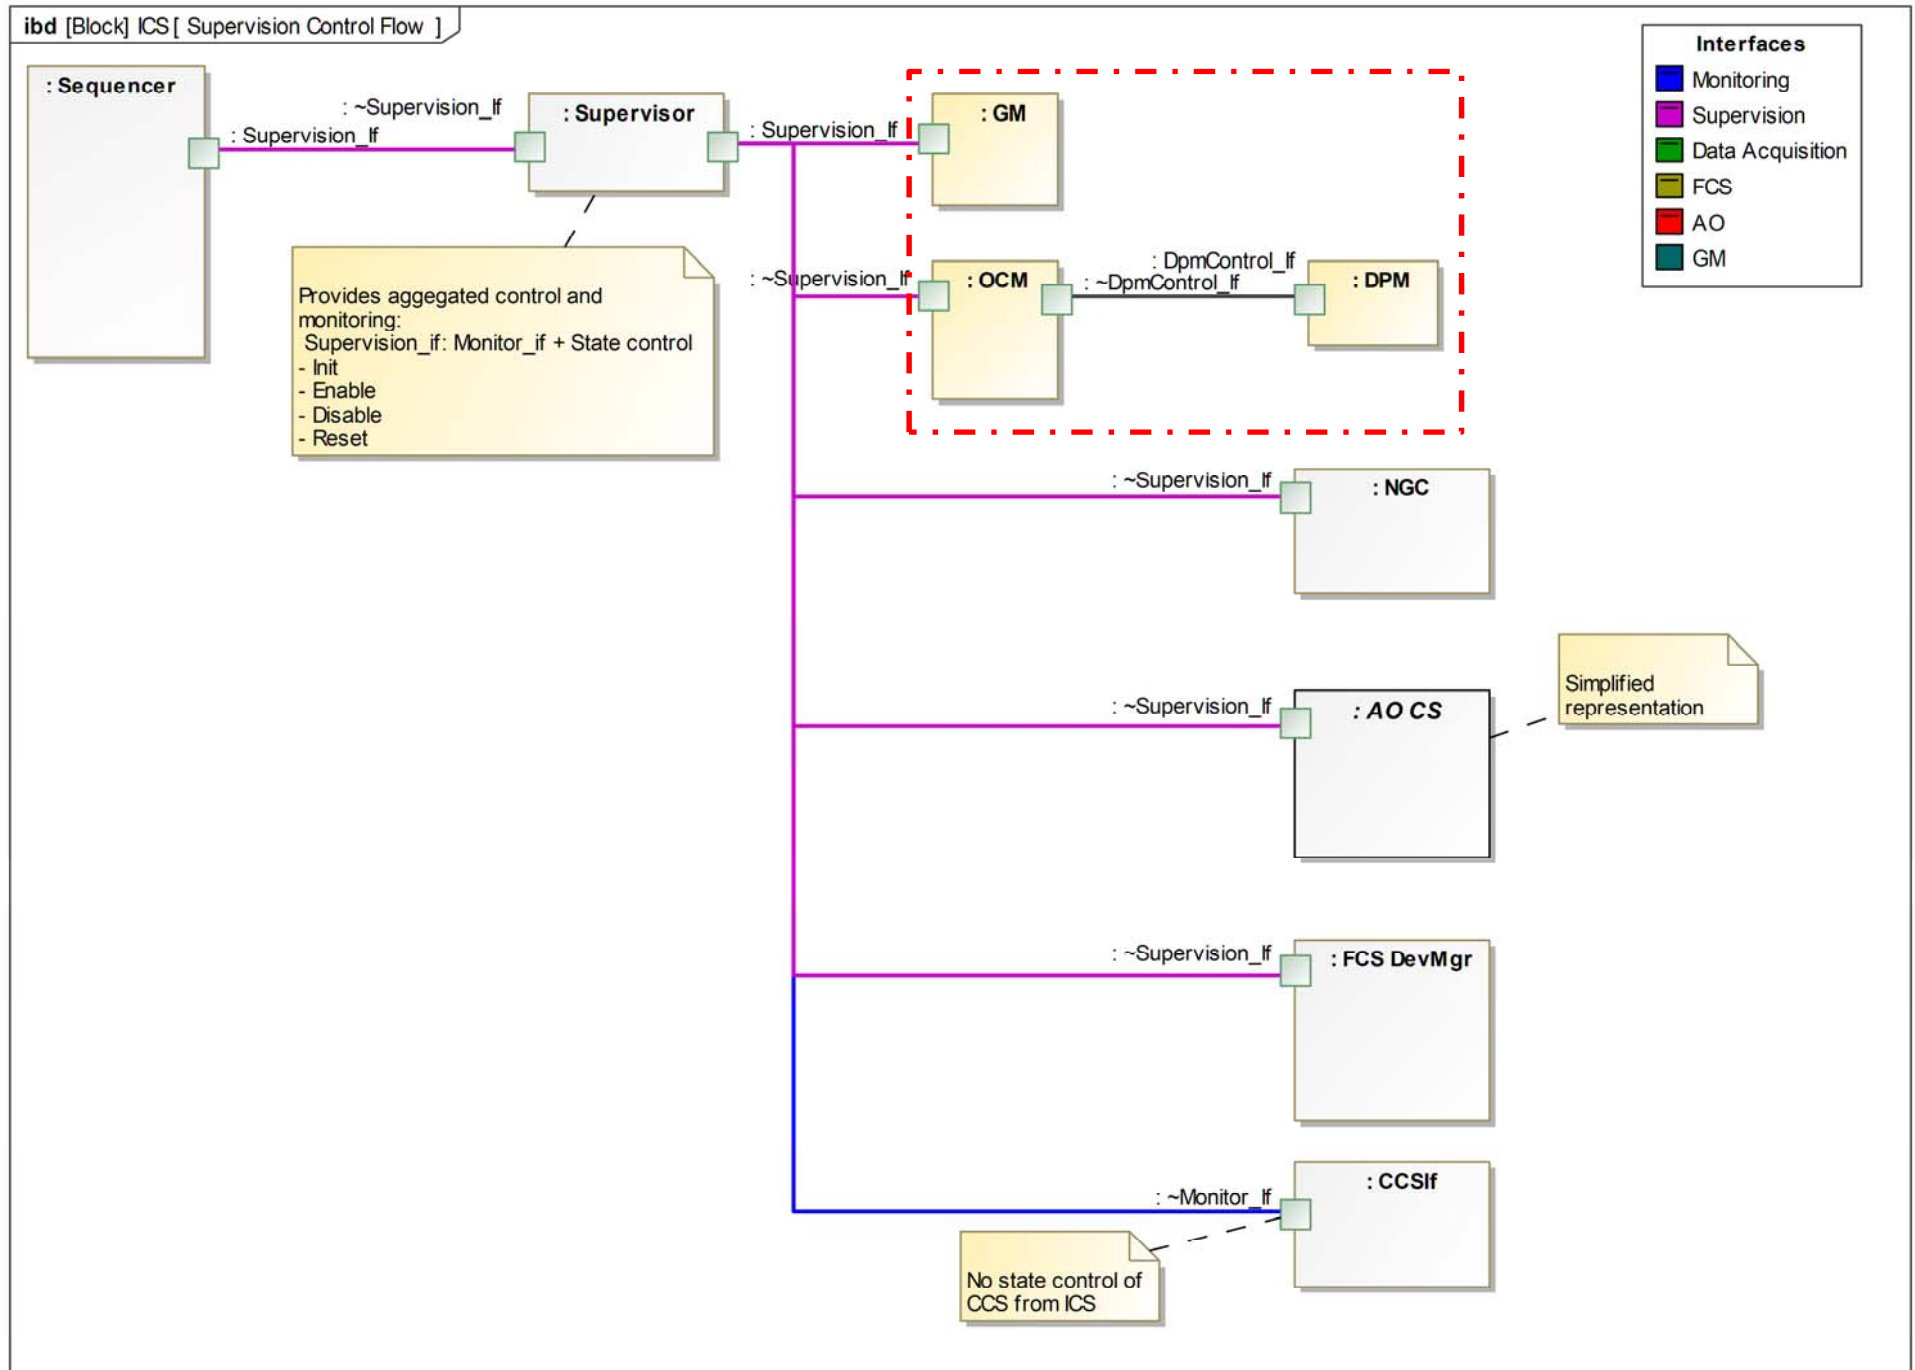 ibd [Block] ICS [ Supervision Control Flow ]
Interfaces
Monitoring
Supervision
Data Acquisition
FCS
AO
GM
: Sequencer
: Supervision_If
: ~Supervision_If
: Supervisor
: Supervision_If
: GM
Provides aggegated control and
monitoring:
Supervision_if: Monitor_if + State control
- Init
- Enable
- Disable
- Reset
: ~Supervision_If
: OCM
: DpmControl_If
: ~DpmControl_If
: DPM
: ~Supervision_If
: NGC
: ~Supervision_If
: AO CS
Simplified
representation
: ~Supervision_If
: FCS DevMgr
: ~Monitor_If
: CCSIf
No state control of
CCS from ICS